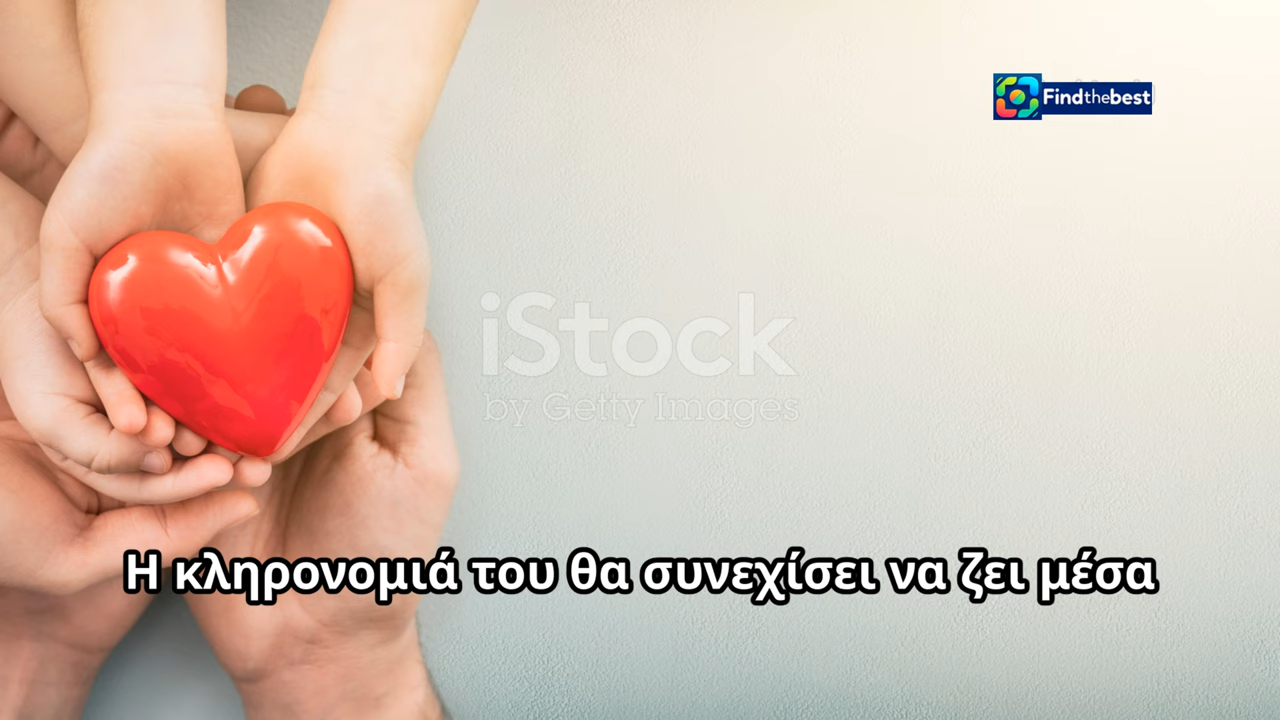 Findthebest
iStock
by Getty Images
Η κληρονομιά του θα συνεχίσει να ζει μέσα